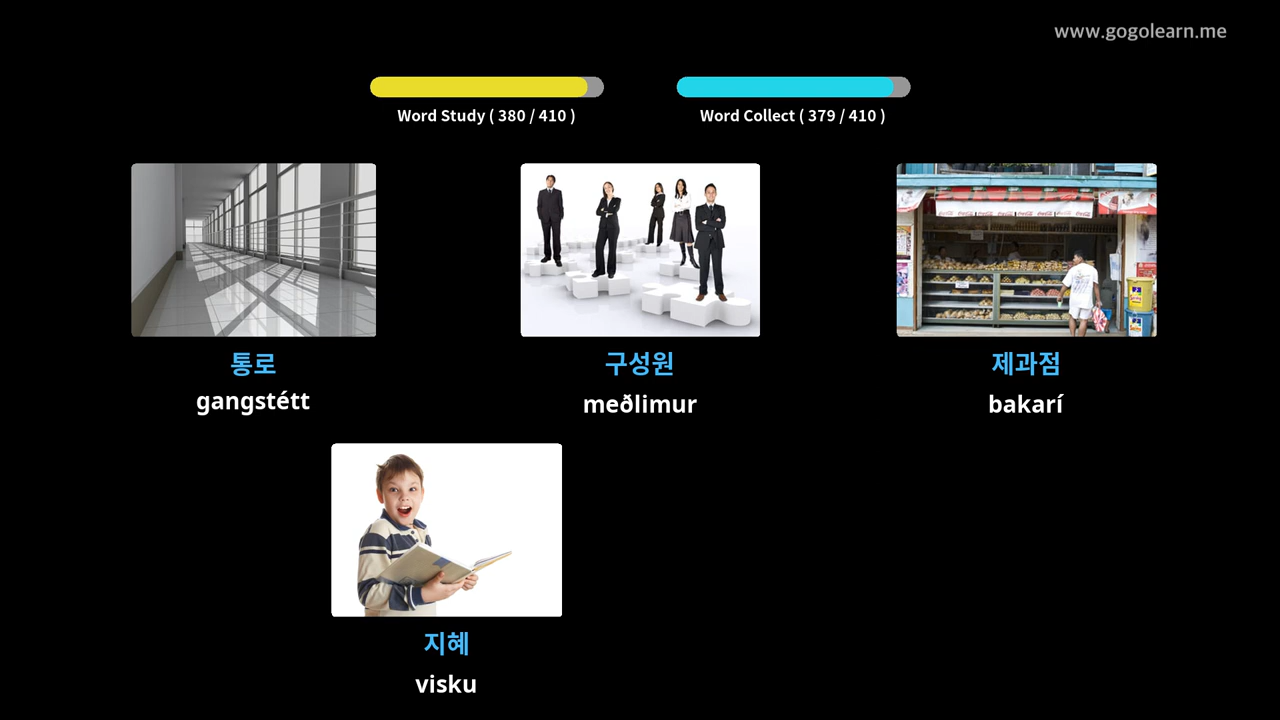 www.gogolearn.me
Word Study ( 380 / 410 )
Word Collect ( 379 / 410 )
통로
gangstétt
구성원
meðlimur
제과점
bakarí
지혜
visku